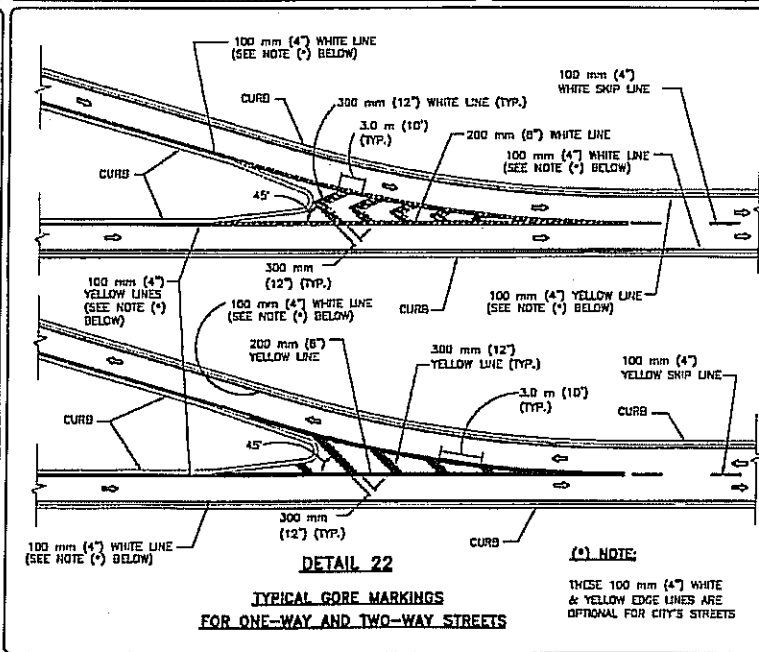 100 mm (4") WHITE LINE
(SEE NOTE (*) BELOW)
CURB
300 mm (12") WHITE LINE (TYP.)
3.0 m (10')
(TYP.)
100 mm (4")
WHITE SKIP LINE
200 mm (8") WHITE LINE
100 mm (4") WHITE LINE
(SEE NOTE (*) BELOW)
CURB
45°
300 mm
(12") (TYP.)
100 mm (4")
YELLOW LINES
(SEE NOTE (*)
BELOW)
CURB
100 mm (4") YELLOW LINE
(SEE NOTE (*) BELOW)
100 mm (4") WHITE LINE
(SEE NOTE (*) BELOW)
200 mm (8")
YELLOW LINE
300 mm (12")
YELLOW LINE (TYP.)
3.0 m (10')
(TYP.)
100 mm (4")
YELLOW SKIP LINE
CURB
CURB
45°
300 mm
(12") (TYP.)
CURB
100 mm (4") WHITE LINE
(SEE NOTE (*) BELOW)
DETAIL 22
TYPICAL GORE MARKINGS
FOR ONE-WAY AND TWO-WAY STREETS
(*) NOTE:
THESE 100 mm (4") WHITE
& YELLOW EDGE LINES ARE
OPTIONAL FOR CITY'S STREETS